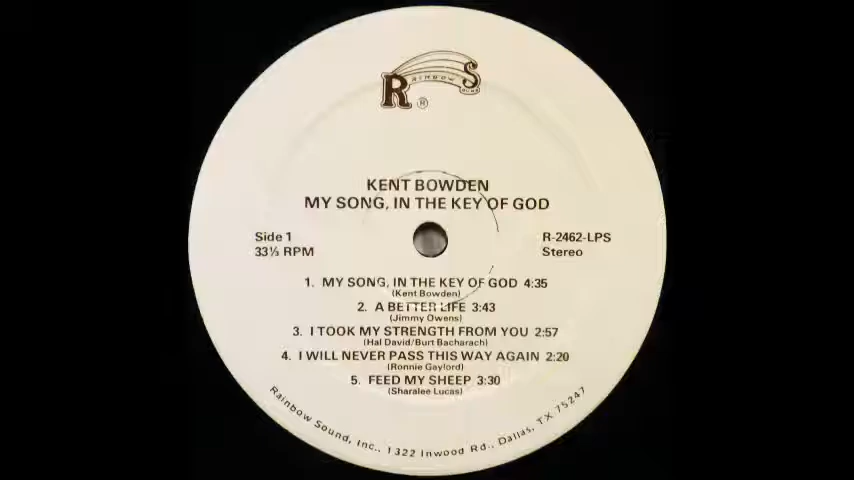 R RAINBOW S
®
KENT BOWDEN
MY SONG, IN THE KEY OF GOD
Side 1
33⅓ RPM
R-2462-LPS
Stereo
1. MY SONG, IN THE KEY OF GOD 4:35
(Kent Bowden)
2. A BETTER LIFE 3:43
(Jimmy Owens)
3. I TOOK MY STRENGTH FROM YOU 2:57
(Hal David/Burt Bacharach)
4. I WILL NEVER PASS THIS WAY AGAIN 2:20
(Ronnie Gaylord)
5. FEED MY SHEEP 3:30
(Sharalee Lucas)
Rainbow Sound, Inc., 1322 Inwood Rd., Dallas, TX 75247